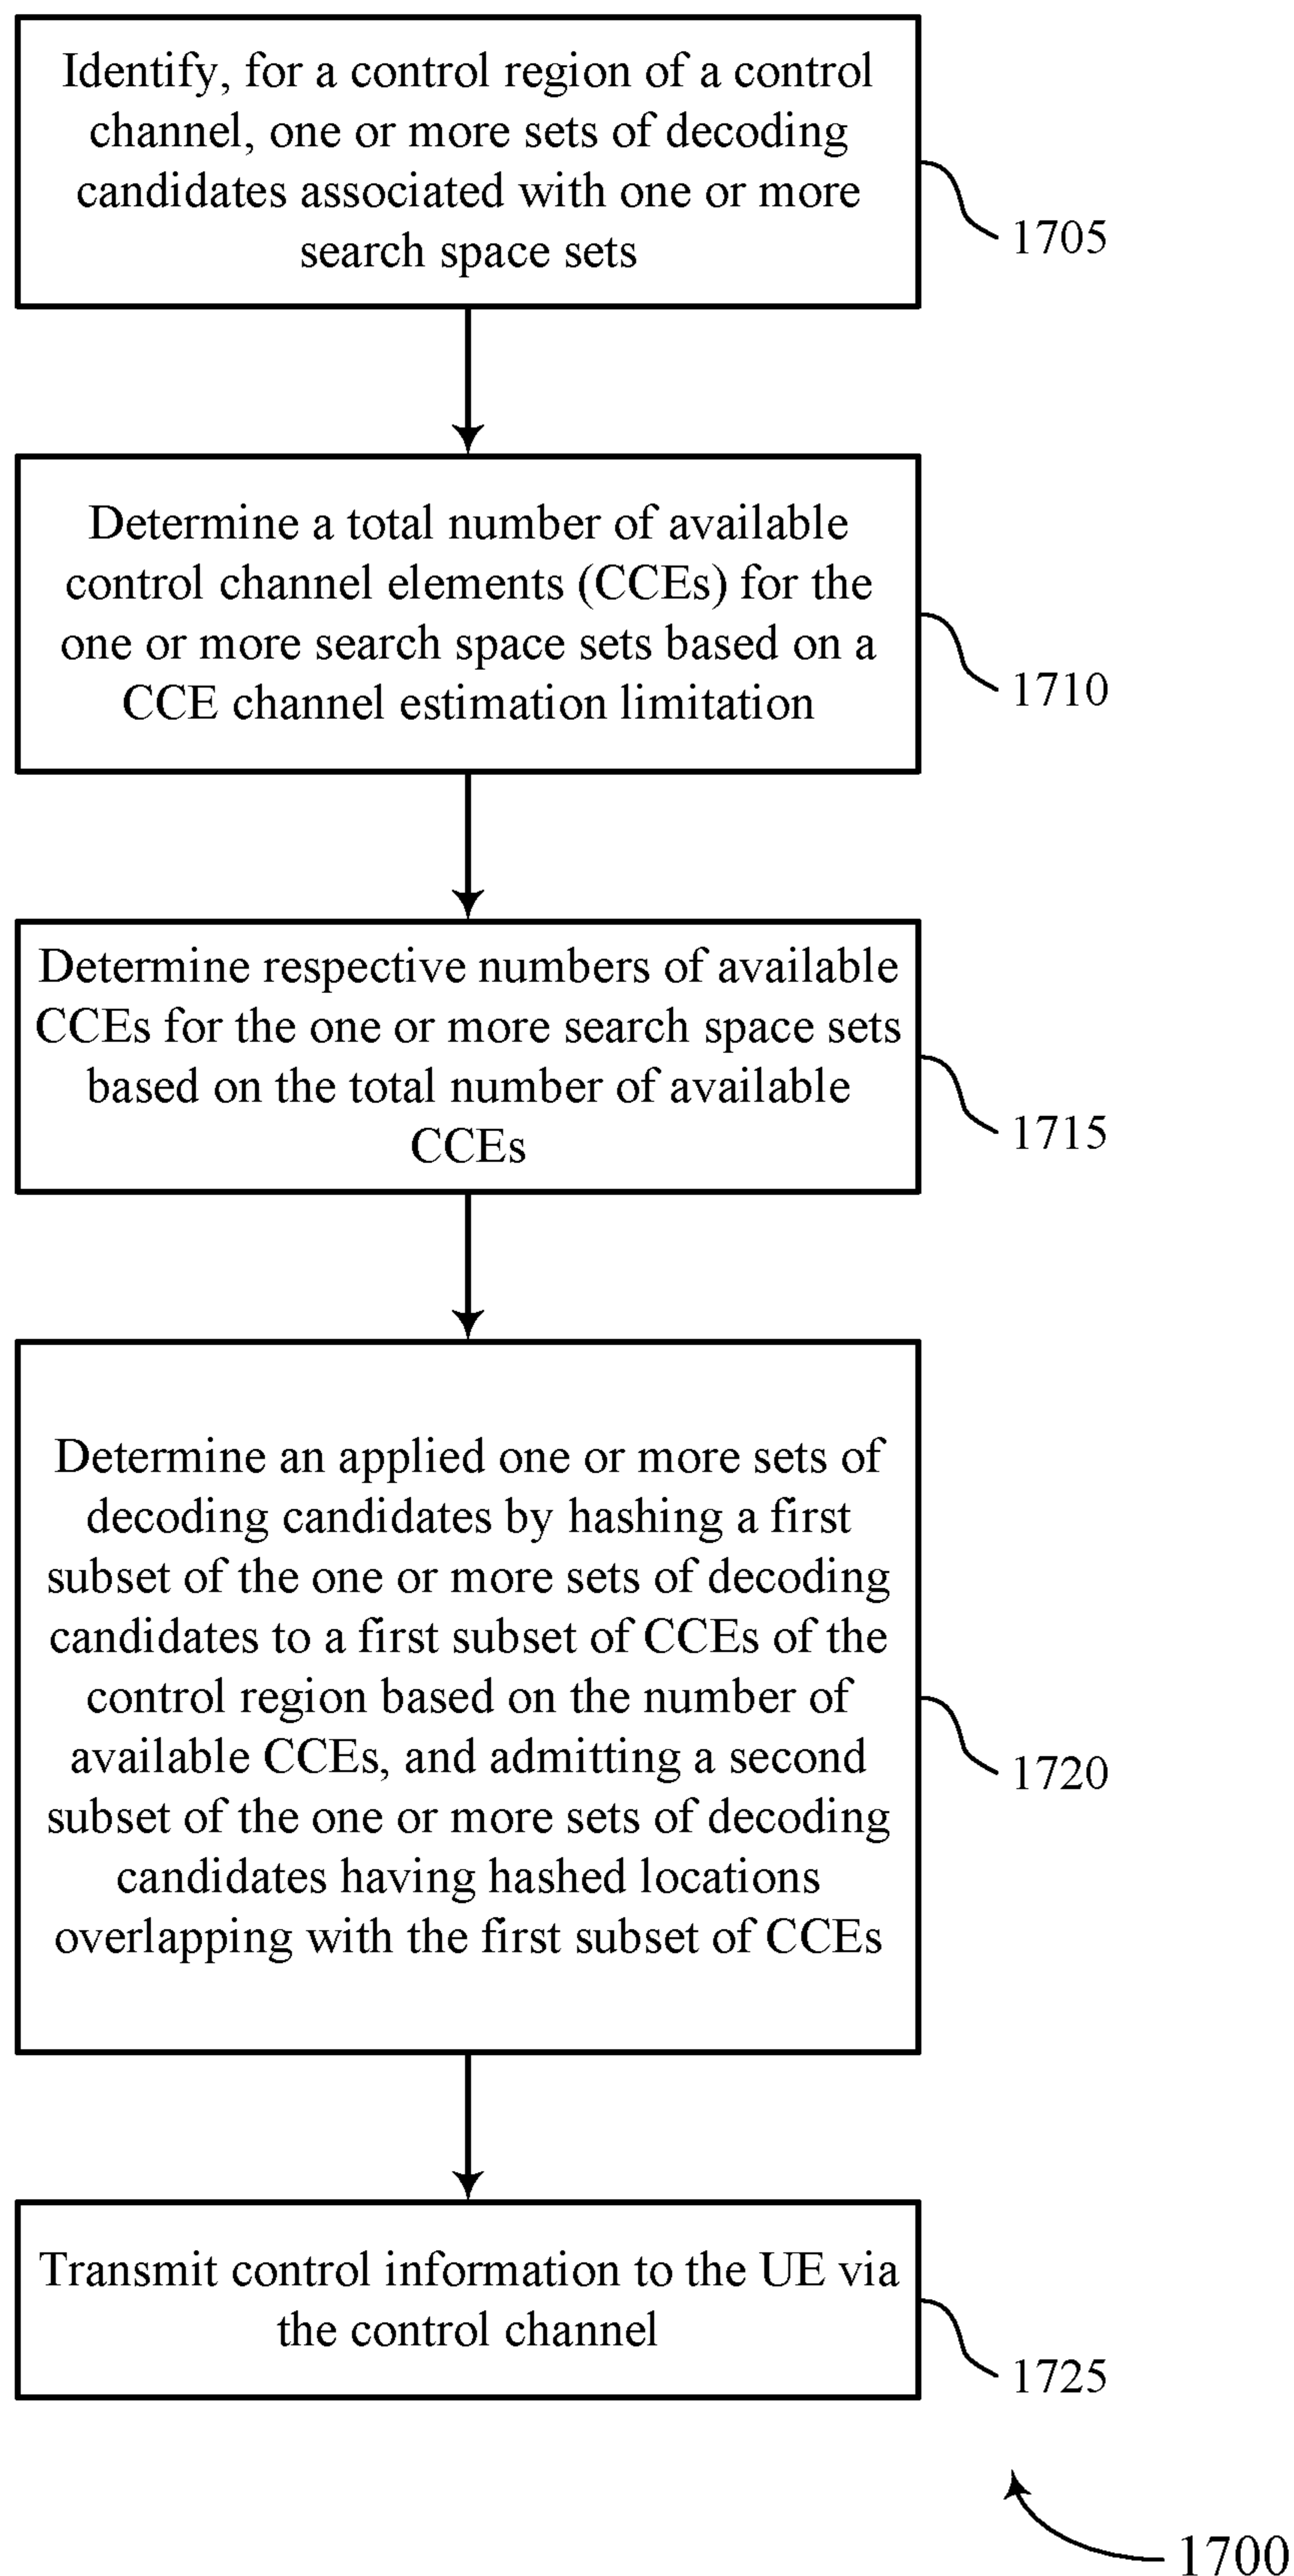 Identify, for a control region of a control
channel, one or more sets of decoding
candidates associated with one or more
search space sets
1705
Determine a total number of available
control channel elements (CCEs) for the
one or more search space sets based on a
CCE channel estimation limitation
1710
Determine respective numbers of available
CCEs for the one or more search space sets
based on the total number of available
CCEs
1715
Determine an applied one or more sets of
decoding candidates by hashing a first
subset of the one or more sets of decoding
candidates to a first subset of CCEs of the
control region based on the number of
available CCEs, and admitting a second
subset of the one or more sets of decoding
candidates having hashed locations
overlapping with the first subset of CCEs
1720
Transmit control information to the UE via
the control channel
1725
1700